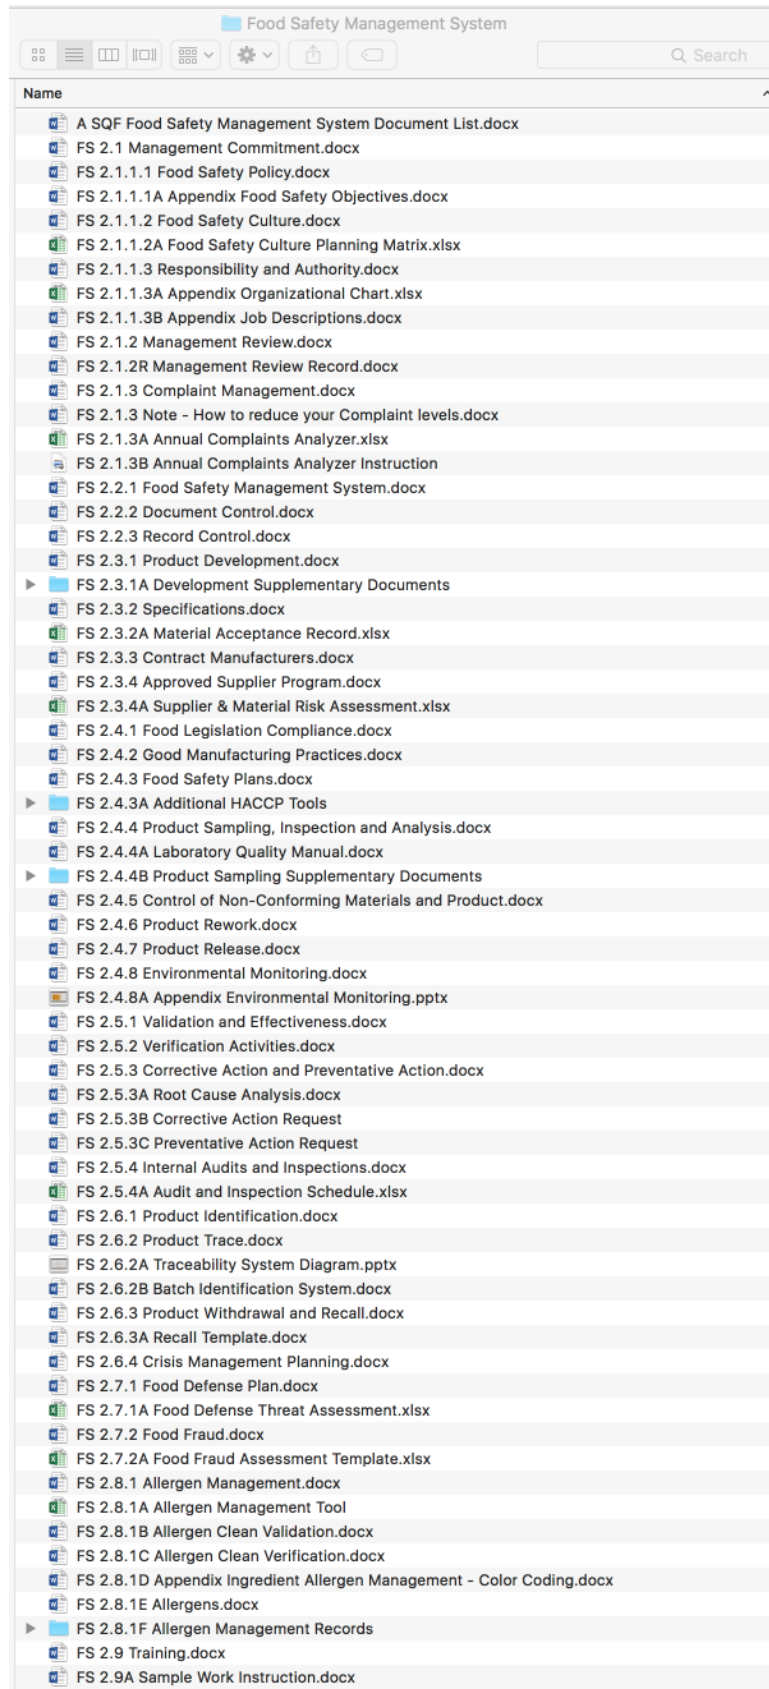 Food Safety Management System
Search
Name
A SQF Food Safety Management System Document List.docx
FS 2.1 Management Commitment.docx
FS 2.1.1.1 Food Safety Policy.docx
FS 2.1.1.1A Appendix Food Safety Objectives.docx
FS 2.1.1.2 Food Safety Culture.docx
FS 2.1.1.2A Food Safety Culture Planning Matrix.xlsx
FS 2.1.1.3 Responsibility and Authority.docx
FS 2.1.1.3A Appendix Organizational Chart.xlsx
FS 2.1.1.3B Appendix Job Descriptions.docx
FS 2.1.2 Management Review.docx
FS 2.1.2R Management Review Record.docx
FS 2.1.3 Complaint Management.docx
FS 2.1.3 Note - How to reduce your Complaint levels.docx
FS 2.1.3A Annual Complaints Analyzer.xlsx
FS 2.1.3B Annual Complaints Analyzer Instruction
FS 2.2.1 Food Safety Management System.docx
FS 2.2.2 Document Control.docx
FS 2.2.3 Record Control.docx
FS 2.3.1 Product Development.docx
FS 2.3.1A Development Supplementary Documents
FS 2.3.2 Specifications.docx
FS 2.3.2A Material Acceptance Record.xlsx
FS 2.3.3 Contract Manufacturers.docx
FS 2.3.4 Approved Supplier Program.docx
FS 2.3.4A Supplier & Material Risk Assessment.xlsx
FS 2.4.1 Food Legislation Compliance.docx
FS 2.4.2 Good Manufacturing Practices.docx
FS 2.4.3 Food Safety Plans.docx
FS 2.4.3A Additional HACCP Tools
FS 2.4.4 Product Sampling, Inspection and Analysis.docx
FS 2.4.4A Laboratory Quality Manual.docx
FS 2.4.4B Product Sampling Supplementary Documents
FS 2.4.5 Control of Non-Conforming Materials and Product.docx
FS 2.4.6 Product Rework.docx
FS 2.4.7 Product Release.docx
FS 2.4.8 Environmental Monitoring.docx
FS 2.4.8A Appendix Environmental Monitoring.pptx
FS 2.5.1 Validation and Effectiveness.docx
FS 2.5.2 Verification Activities.docx
FS 2.5.3 Corrective Action and Preventative Action.docx
FS 2.5.3A Root Cause Analysis.docx
FS 2.5.3B Corrective Action Request
FS 2.5.3C Preventative Action Request
FS 2.5.4 Internal Audits and Inspections.docx
FS 2.5.4A Audit and Inspection Schedule.xlsx
FS 2.6.1 Product Identification.docx
FS 2.6.2 Product Trace.docx
FS 2.6.2A Traceability System Diagram.pptx
FS 2.6.2B Batch Identification System.docx
FS 2.6.3 Product Withdrawal and Recall.docx
FS 2.6.3A Recall Template.docx
FS 2.6.4 Crisis Management Planning.docx
FS 2.7.1 Food Defense Plan.docx
FS 2.7.1A Food Defense Threat Assessment.xlsx
FS 2.7.2 Food Fraud.docx
FS 2.7.2A Food Fraud Assessment Template.xlsx
FS 2.8.1 Allergen Management.docx
FS 2.8.1A Allergen Management Tool
FS 2.8.1B Allergen Clean Validation.docx
FS 2.8.1C Allergen Clean Verification.docx
FS 2.8.1D Appendix Ingredient Allergen Management - Color Coding.docx
FS 2.8.1E Allergens.docx
FS 2.8.1F Allergen Management Records
FS 2.9 Training.docx
FS 2.9A Sample Work Instruction.docx